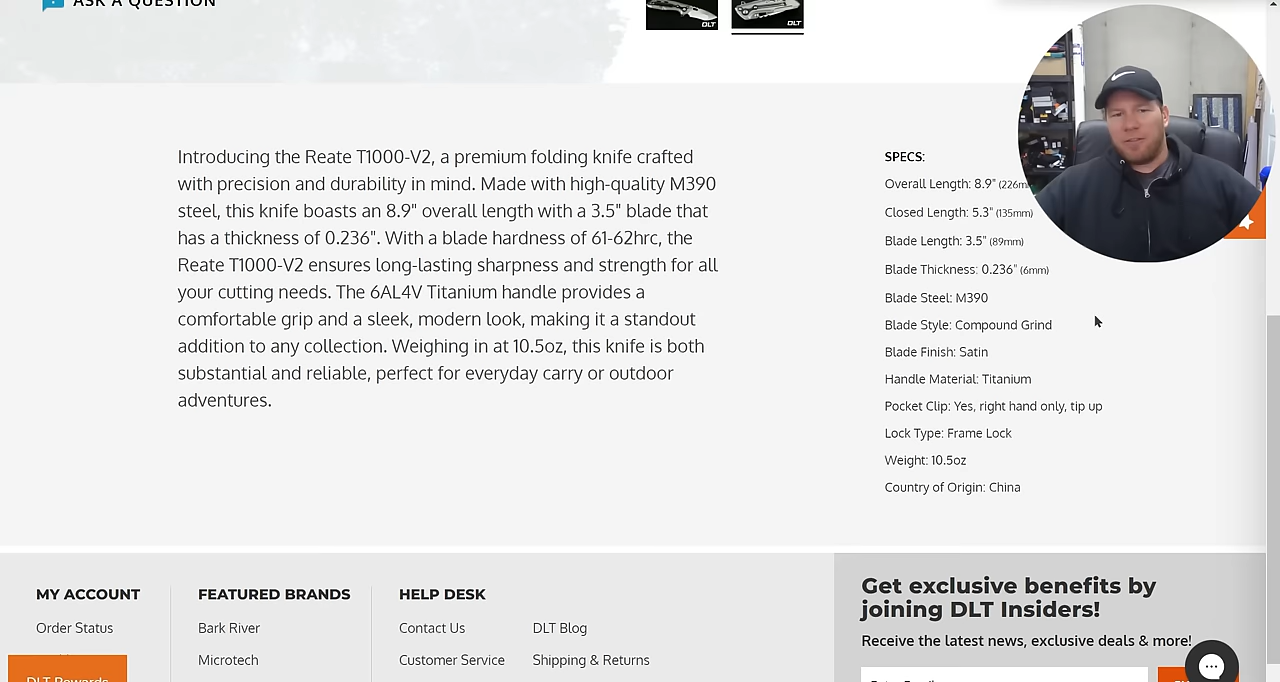 ASK A QUESTION
DLT
DLT
Introducing the Reate T1000-V2, a premium folding knife crafted
with precision and durability in mind. Made with high-quality M390
steel, this knife boasts an 8.9" overall length with a 3.5" blade that
has a thickness of 0.236". With a blade hardness of 61-62hrc, the
Reate T1000-V2 ensures long-lasting sharpness and strength for all
your cutting needs. The 6AL4V Titanium handle provides a
comfortable grip and a sleek, modern look, making it a standout
addition to any collection. Weighing in at 10.5oz, this knife is both
substantial and reliable, perfect for everyday carry or outdoor
adventures.
SPECS:
Overall Length: 8.9" (226m
Closed Length: 5.3" (135mm)
Blade Length: 3.5" (89mm)
Blade Thickness: 0.236" (6mm)
Blade Steel: M390
Blade Style: Compound Grind
Blade Finish: Satin
Handle Material: Titanium
Pocket Clip: Yes, right hand only, tip up
Lock Type: Frame Lock
Weight: 10.5oz
Country of Origin: China
MY ACCOUNT
Order Status
DLT Rewards
FEATURED BRANDS
Bark River
Microtech
HELP DESK
Contact Us
Customer Service
DLT Blog
Shipping & Returns
Get exclusive benefits by
joining DLT Insiders!
Receive the latest news, exclusive deals & more!